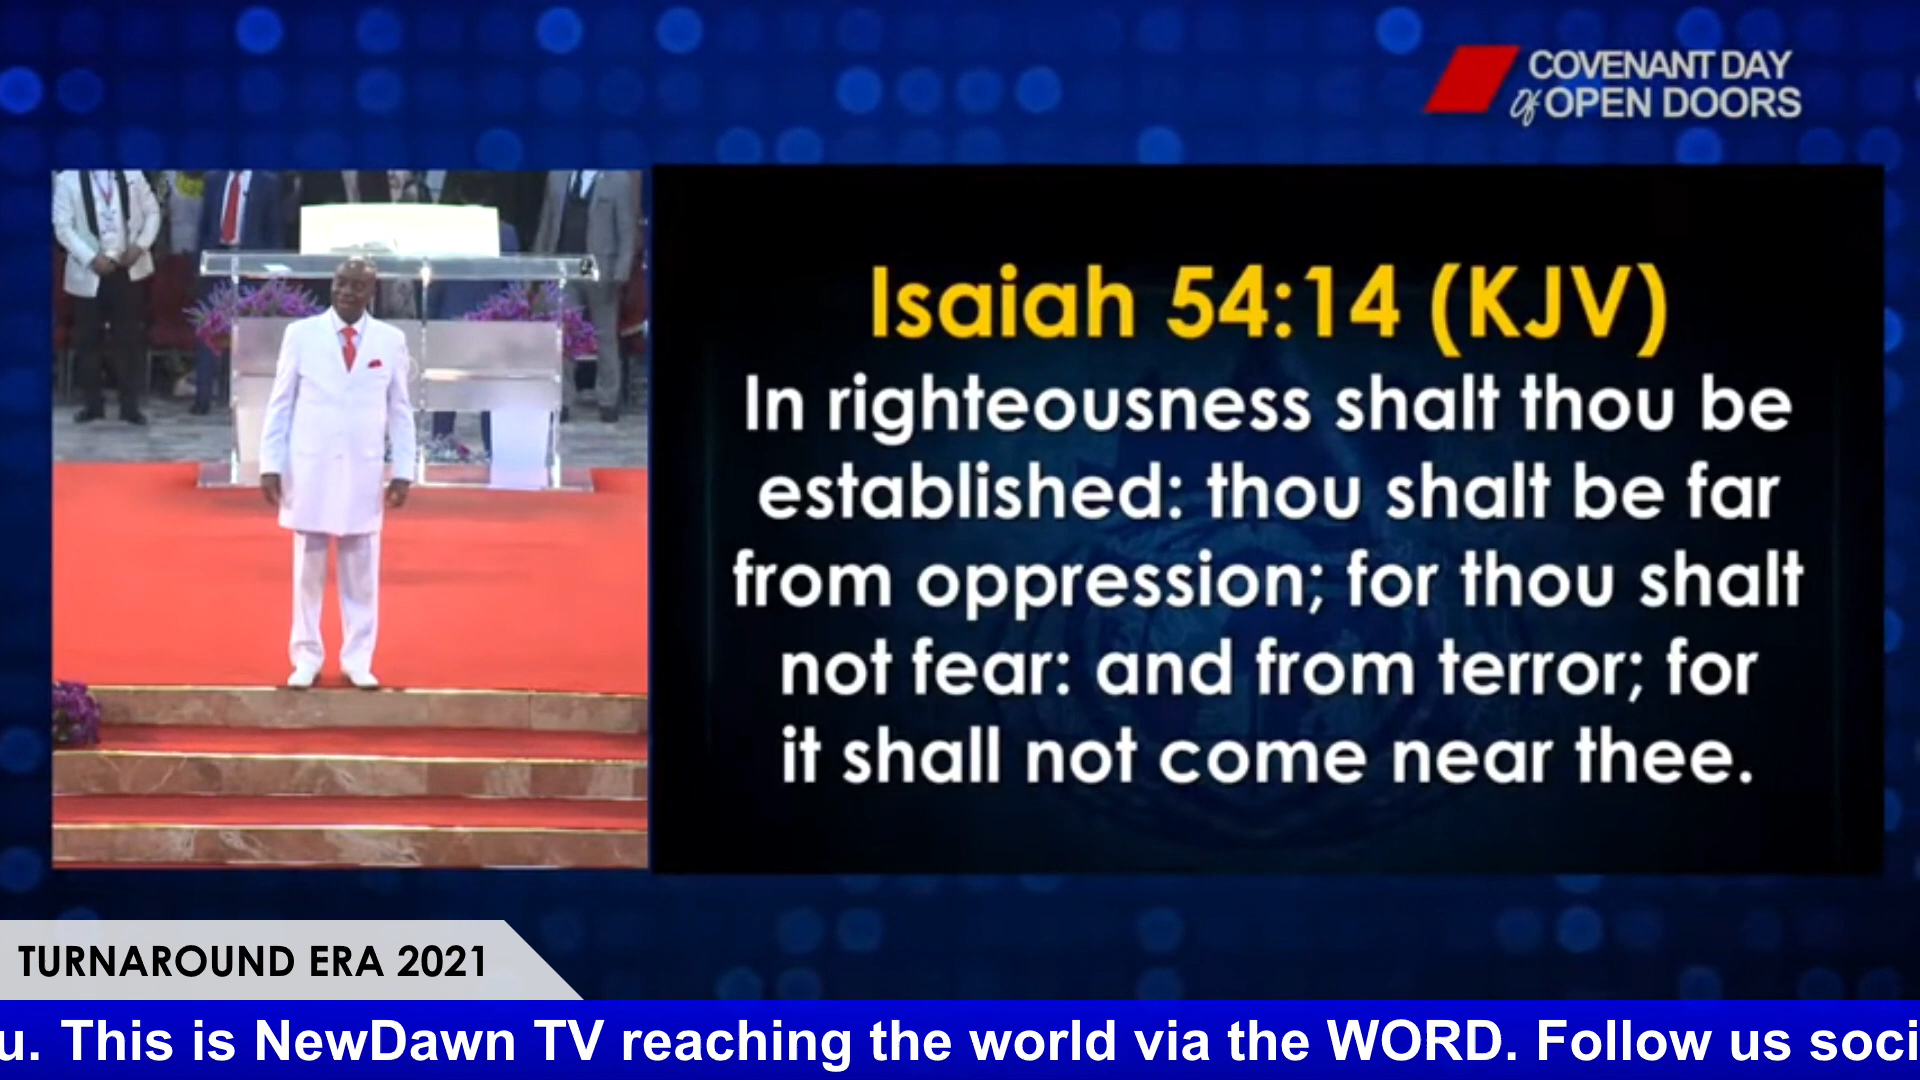 COVENANT DAY
Of OPEN DOORS
Isaiah 54:14 (KJV)
In righteousness shalt thou be
established: thou shalt be far
from oppression; for thou shalt
not fear: and from terror; for
it shall not come near thee.
TURNAROUND ERA 2021
u. This is NewDawn TV reaching the world via the WORD. Follow us soci